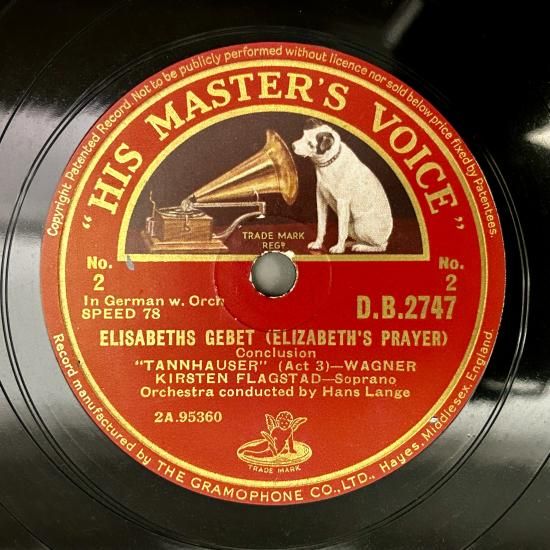 Copyright Patented Record. Not to be publicly performed without licence nor sold below price fixed by Patentees.
"HIS MASTER'S VOICE"
TRADE MARK
REGD
No.
2
No.
2
In German w. Orch
SPEED 78
D.B.2747
ELISABETHS GEBET (ELIZABETH'S PRAYER)
Conclusion
"TANNHAUSER" (Act 3)—WAGNER
KIRSTEN FLAGSTAD—Soprano
Orchestra conducted by Hans Lange
2A.95360
TRADE MARK
Record manufactured by THE GRAMOPHONE CO., LTD., Hayes, Middlesex, England.